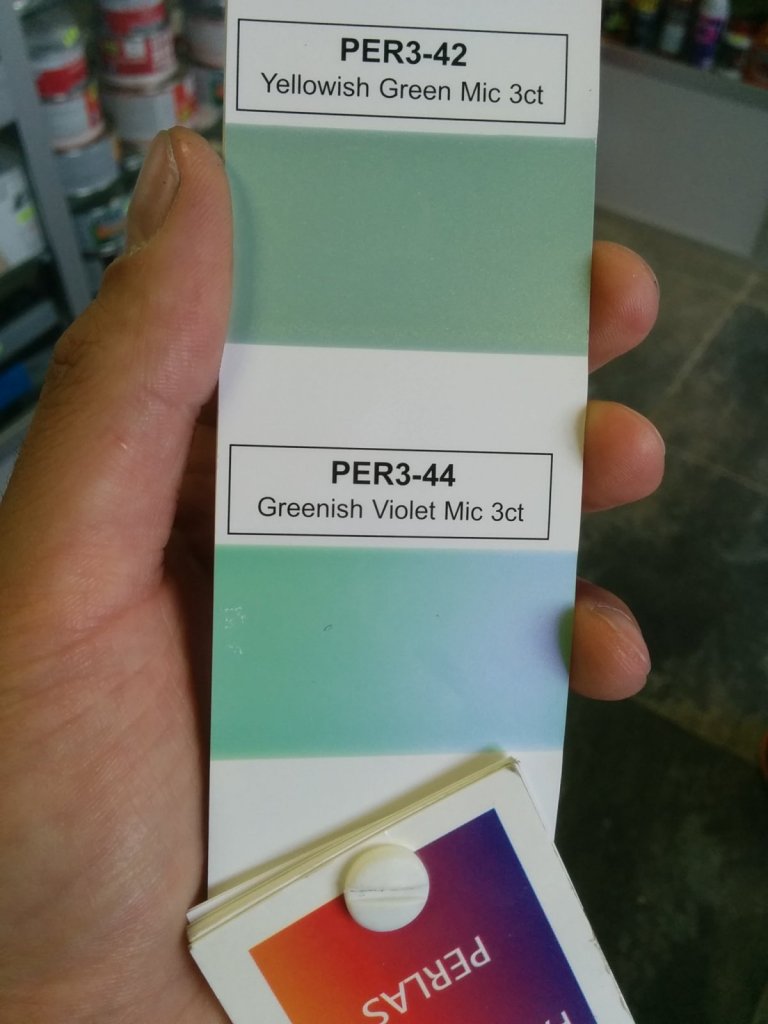 PER3-42
Yellowish Green Mic 3ct
PER3-44
Greenish Violet Mic 3ct
PERLAS